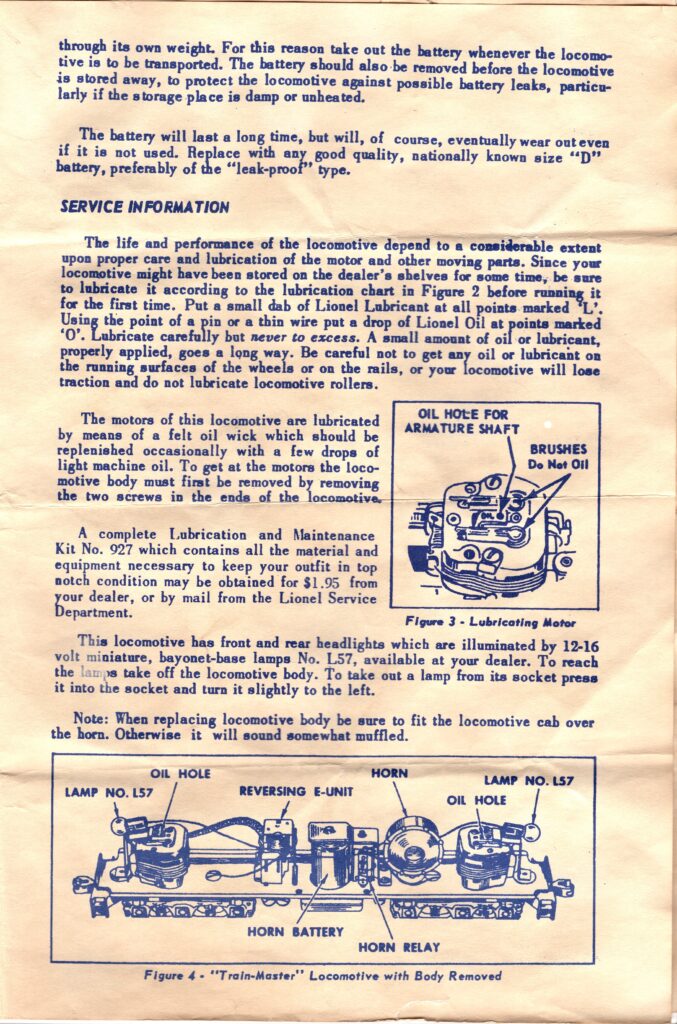 through its own weight. For this reason take out the battery whenever the locomo-
tive is to be transported. The battery should also be removed before the locomotive
is stored away, to protect the locomotive against possible battery leaks, particu-
larly if the storage place is damp or unheated.
The battery will last a long time, but will, of course, eventually wear out even
if it is not used. Replace with any good quality, nationally known size "D"
battery, preferably of the "leak-proof" type.
SERVICE INFORMATION
The life and performance of the locomotive depend to a considerable extent
upon proper care and lubrication of the motor and other moving parts. Since your
locomotive might have been stored on the dealer's shelves for some time, be sure
to lubricate it according to the lubrication chart in Figure 2 before running it
for the first time. Put a small dab of Lionel Lubricant at all points marked 'L'.
Using the point of a pin or a thin wire put a drop of Lionel Oil at points marked
'O'. Lubricate carefully but never to excess. A small amount of oil or lubricant,
properly applied, goes a long way. Be careful not to get any oil or lubricant on
the running surfaces of the wheels or on the rails, or your locomotive will lose
traction and do not lubricate locomotive rollers.
The motors of this locomotive are lubricated
by means of a felt oil wick which should be
replenished occasionally with a few drops of
light machine oil. To get at the motors the loco-
motive body must first be removed by removing
the two screws in the ends of the locomotive.
A complete Lubrication and Maintenance
Kit No. 927 which contains all the material and
equipment necessary to keep your outfit in top
notch condition may be obtained for $1.95 from
your dealer, or by mail from the Lionel Service
Department.
OIL HOLE FOR
ARMATURE SHAFT
BRUSHES
Do Not Oil
OIL
Figure 3 - Lubricating Motor
This locomotive has front and rear headlights which are illuminated by 12-16
volt miniature, bayonet-base lamps No. L57, available at your dealer. To reach
the lamps take off the locomotive body. To take out a lamp from its socket press
it into the socket and turn it slightly to the left.
Note: When replacing locomotive body be sure to fit the locomotive cab over
the horn. Otherwise it will sound somewhat muffled.
LAMP NO. L57
OIL HOLE
REVERSING E-UNIT
HORN
OIL HOLE
LAMP NO. L57
HORN BATTERY
HORN RELAY
Figure 4 - "Train-Master" Locomotive with Body Removed